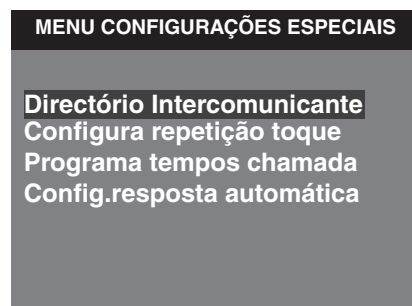 MENU CONFIGURAÇÕES ESPECIAIS
Directório Intercomunicante
Configura repetição toque
Programa tempos chamada
Config.resposta automática